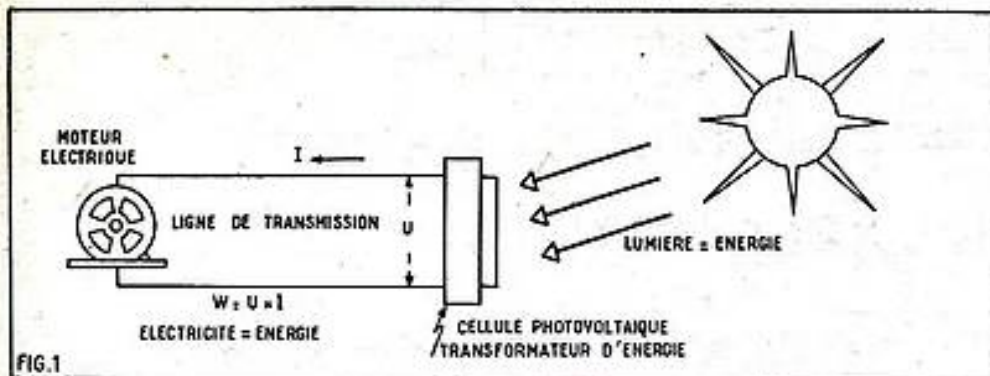 MOTEUR
ELECTRIQUE
I
LIGNE DE TRANSMISSION
U
LUMIERE = ENERGIE
W = U × I
ELECTRICITE = ENERGIE
CELLULE PHOTOVOLTAIQUE
TRANSFORMATEUR D'ENERGIE
FIG.1